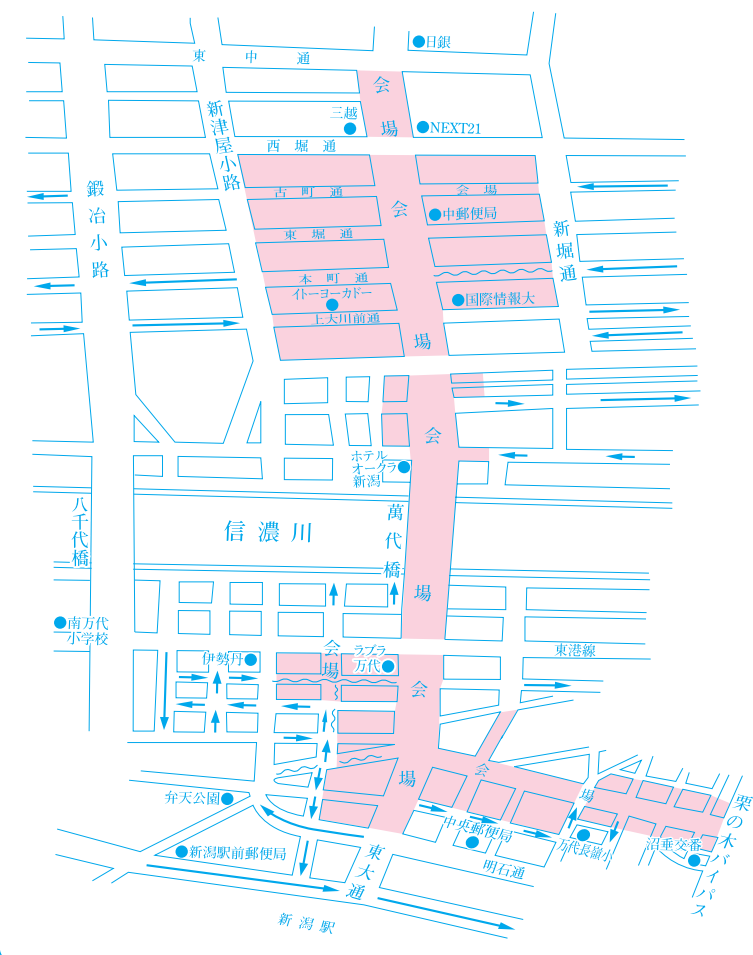 日銀
東中通
会場
三越
NEXT21
新津屋小路
西堀通
鍛冶小路
古町通
会場
会場
中郵便局
東堀通
新堀通
本町通
イトーヨーカドー
国際情報大
上大川前通
会場
ホテル
オークラ
新潟
八千代橋
信濃川
萬代橋
南万代
小学校
会場
伊勢丹
ラブラ
万代
東港線
会場
会場
弁天公園
中央郵便局
万代長嶺小
沼垂交番
栗の木バイパス
新潟駅前郵便局
東大通
明石通
新潟駅